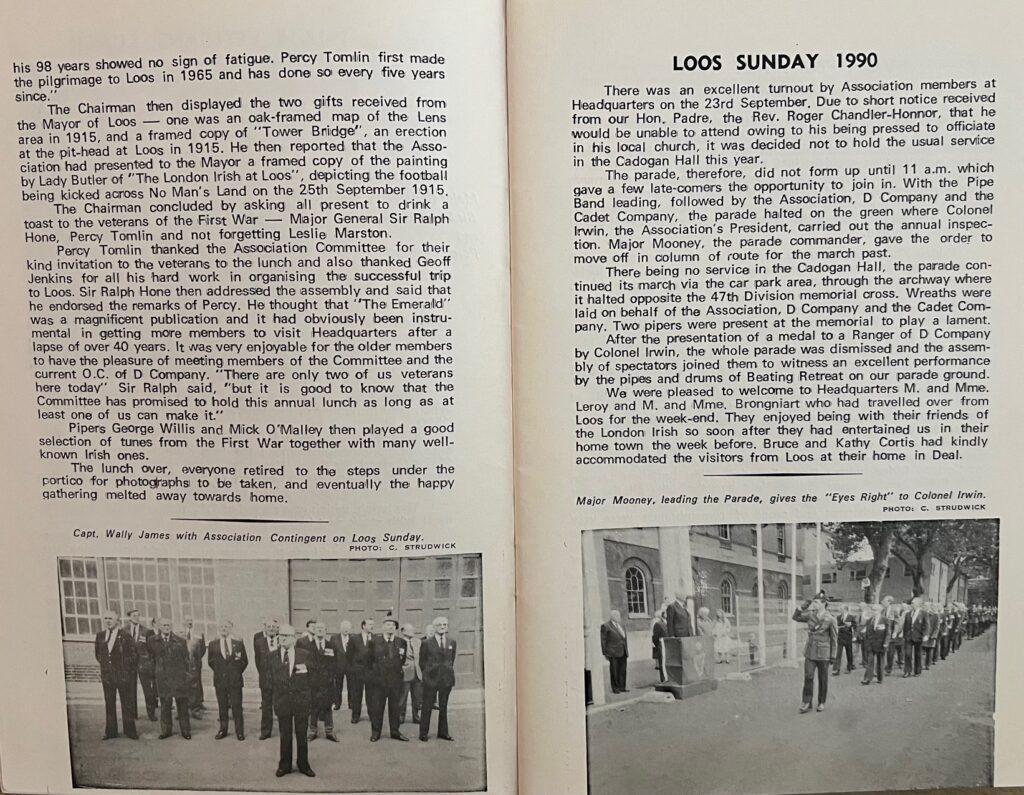 his 98 years showed no sign of fatigue. Percy Tomlin first made
the pilgrimage to Loos in 1965 and has done so every five years
since."
The Chairman then displayed the two gifts received from
the Mayor of Loos — one was an oak-framed map of the Lens
area in 1915, and a framed copy of "Tower Bridge", an erection
at the pit-head at Loos in 1915. He then reported that the Asso-
ciation had presented to the Mayor a framed copy of the painting
by Lady Butler of "The London Irish at Loos", depicting the football
being kicked across No Man's Land on the 25th September 1915.
The Chairman concluded by asking all present to drink a
toast to the veterans of the First War — Major General Sir Ralph
Hone, Percy Tomlin and not forgetting Leslie Marston.
Percy Tomlin thanked the Association Committee for their
kind invitation to the veterans to the lunch and also thanked Geoff
Jenkins for all his hard work in organising the successful trip
to Loos. Sir Ralph Hone then addressed the assembly and said that
he endorsed the remarks of Percy. He thought that "The Emerald"
was a magnificent publication and it had obviously been instru-
mental in getting more members to visit Headquarters after a
lapse of over 40 years. It was very enjoyable for the older members
to have the pleasure of meeting members of the Committee and the
current O.C. of D Company. "There are only two of us veterans
here today" Sir Ralph said, "but it is good to know that the
Committee has promised to hold this annual lunch as long as at
least one of us can make it."
Pipers George Willis and Mick O'Malley then played a good
selection of tunes from the First War together with many well-
known Irish ones.
The lunch over, everyone retired to the steps under the
portico for photographs to be taken, and eventually the happy
gathering melted away towards home.
Capt. Wally James with Association Contingent on Loos Sunday.
PHOTO: C. STRUDWICK
LOOS SUNDAY 1990
There was an excellent turnout by Association members at
Headquarters on the 23rd September. Due to short notice received
from our Hon. Padre, the Rev. Roger Chandler-Honnor, that he
would be unable to attend owing to his being pressed to officiate
in his local church, it was decided not to hold the usual service
in the Cadogan Hall this year.
The parade, therefore, did not form up until 11 a.m. which
gave a few late-comers the opportunity to join in. With the Pipe
Band leading, followed by the Association, D Company and the
Cadet Company, the parade halted on the green where Colonel
Irwin, the Association's President, carried out the annual inspec-
tion. Major Mooney, the parade commander, gave the order to
move off in column of route for the march past.
There being no service in the Cadogan Hall, the parade con-
tinued its march via the car park area, through the archway where
it halted opposite the 47th Division memorial cross. Wreaths were
laid on behalf of the Association, D Company and the Cadet Com-
pany. Two pipers were present at the memorial to play a lament.
After the presentation of a medal to a Ranger of D Company
by Colonel Irwin, the whole parade was dismissed and the assem-
bly of spectators joined them to witness an excellent performance
by the pipes and drums of Beating Retreat on our parade ground.
We were pleased to welcome to Headquarters M. and Mme.
Leroy and M. and Mme. Brongniart who had travelled over from
Loos for the week-end. They enjoyed being with their friends of
the London Irish so soon after they had entertained us in their
home town the week before. Bruce and Kathy Cortis had kindly
accommodated the visitors from Loos at their home in Deal.
Major Mooney, leading the Parade, gives the "Eyes Right" to Colonel Irwin.
PHOTO: C. STRUDWICK